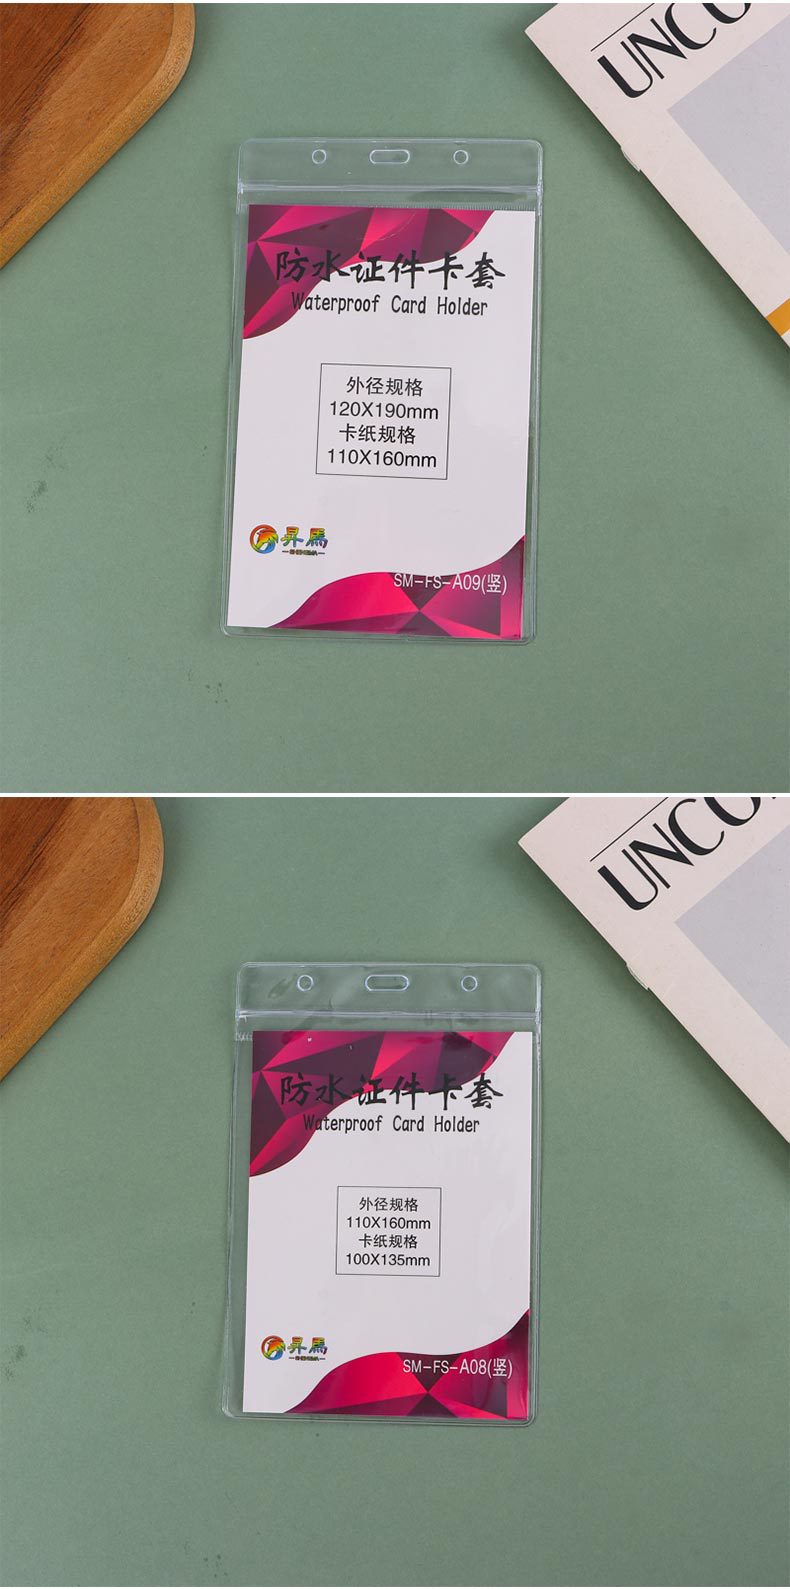 UNCO
防水证件卡套
Waterproof Card Holder
外径规格
120X190mm
卡纸规格
110X160mm
昇馬
SM-FS-A09(竖)
UNCO
防水证件卡套
Waterproof Card Holder
外径规格
110X160mm
卡纸规格
100X135mm
昇馬
SM-FS-A08(竖)